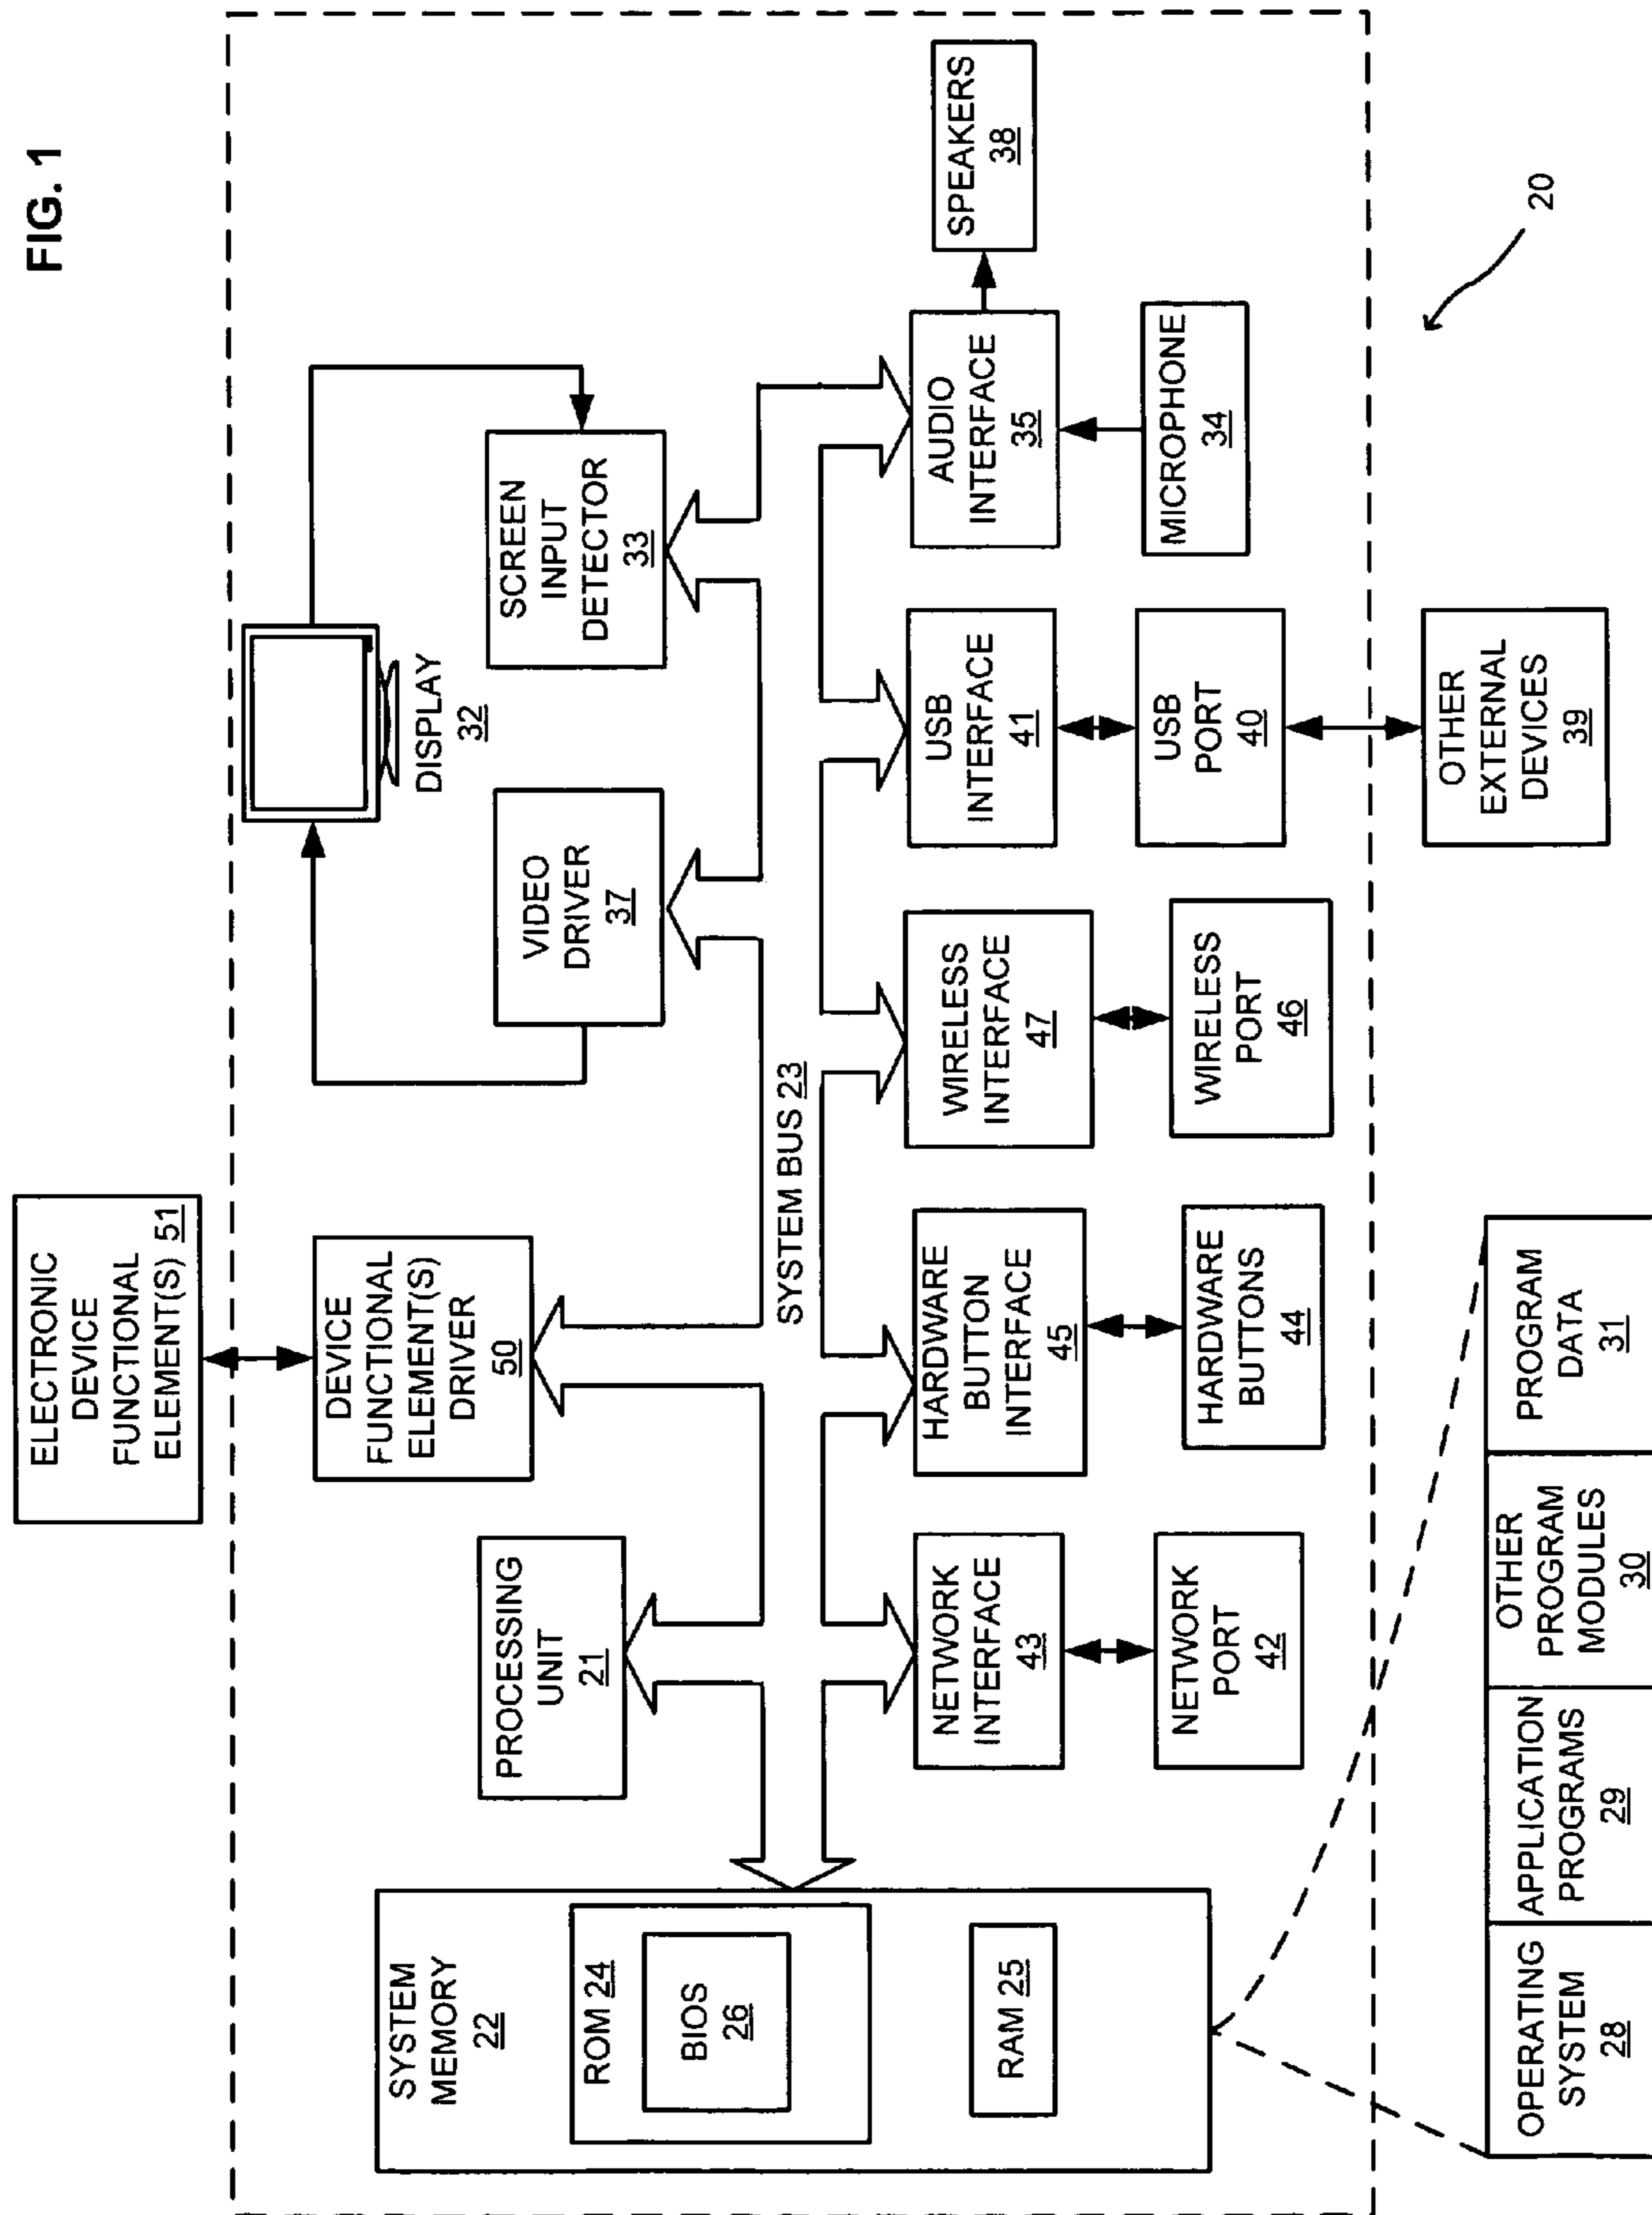 FIG. 1
ELECTRONIC
DEVICE
FUNCTIONAL
ELEMENT(S) 51
DISPLAY
32
DEVICE
FUNCTIONAL
ELEMENT(S)
DRIVER
50
PROCESSING
UNIT
21
VIDEO
DRIVER
37
SCREEN
INPUT
DETECTOR
33
SYSTEM
MEMORY
22
ROM 24
BIOS
26
RAM 25
SYSTEM BUS 23
NETWORK
INTERFACE
43
HARDWARE
BUTTON
INTERFACE
45
WIRELESS
INTERFACE
47
USB
INTERFACE
41
AUDIO
INTERFACE
35
SPEAKERS
38
NETWORK
PORT
42
HARDWARE
BUTTONS
44
WIRELESS
PORT
46
USB
PORT
40
MICROPHONE
34
OTHER
EXTERNAL
DEVICES
39
20
OPERATING
SYSTEM
28
APPLICATION
PROGRAMS
29
OTHER
PROGRAM
MODULES
30
PROGRAM
DATA
31